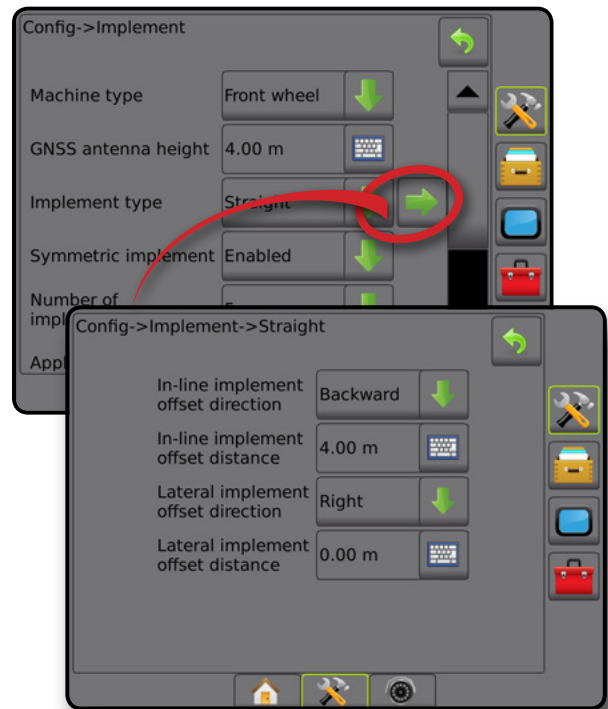 Config->Implement
Machine type Front wheel
GNSS antenna height 4.00 m
Implement type Straight
Symmetric implement Enabled
Number of
Config->Implement->Straight
In-line implement
offset direction Backward
In-line implement
offset distance 4.00 m
Lateral implement
offset direction Right
Lateral implement
offset distance 0.00 m